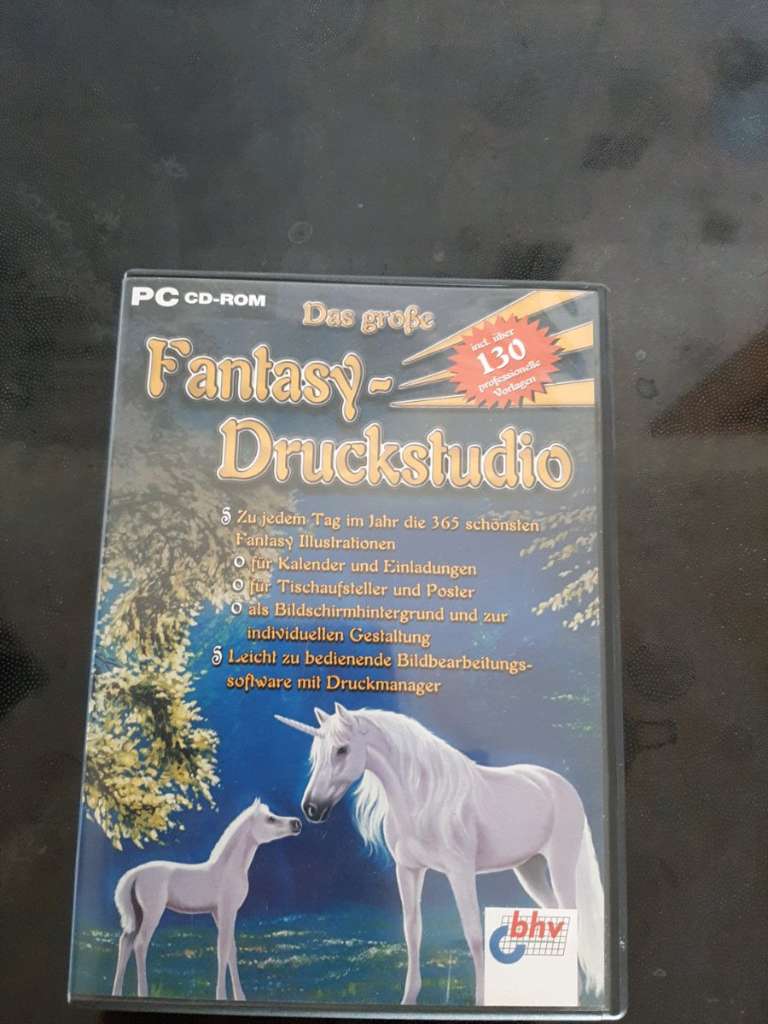 PC CD-ROM
Das große
Fantasy-
Druckstudio
incl. über
130
professionelle
Vorlagen
§ Zu jedem Tag im Jahr die 365 schönsten
Fantasy Illustrationen
O für Kalender und Einladungen
O für Tischaufsteller und Poster
O als Bildschirmhintergrund und zur
individuellen Gestaltung
§ Leicht zu bedienende Bildbearbeitungs-
software mit Druckmanager
bhv